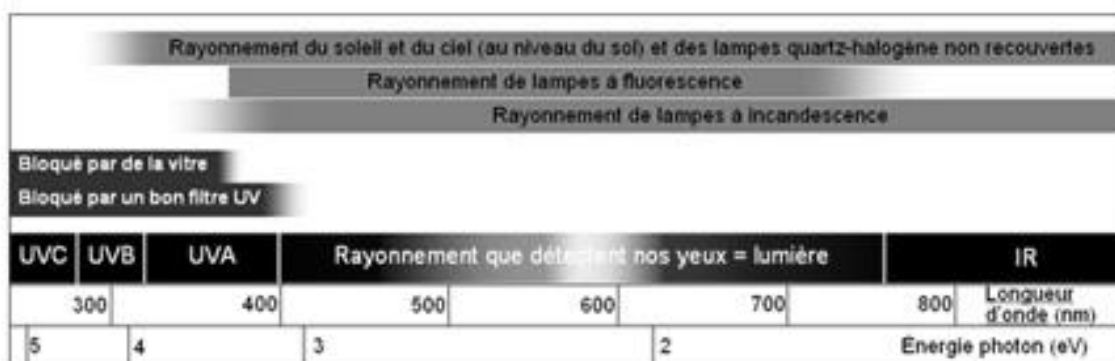 Rayonnement du soleil et du ciel (au niveau du sol) et des lampes quartz-halogène non recouvertes
Rayonnement de lampes à fluorescence
Rayonnement de lampes à incandescence
Bloqué par de la vitre
Bloqué par un bon filtre UV
UVC UVB UVA Rayonnement que détectent nos yeux = lumière IR
300 400 500 600 700 800 Longueur
d'onde (nm)
5 4 3 2 Énergie photon (eV)